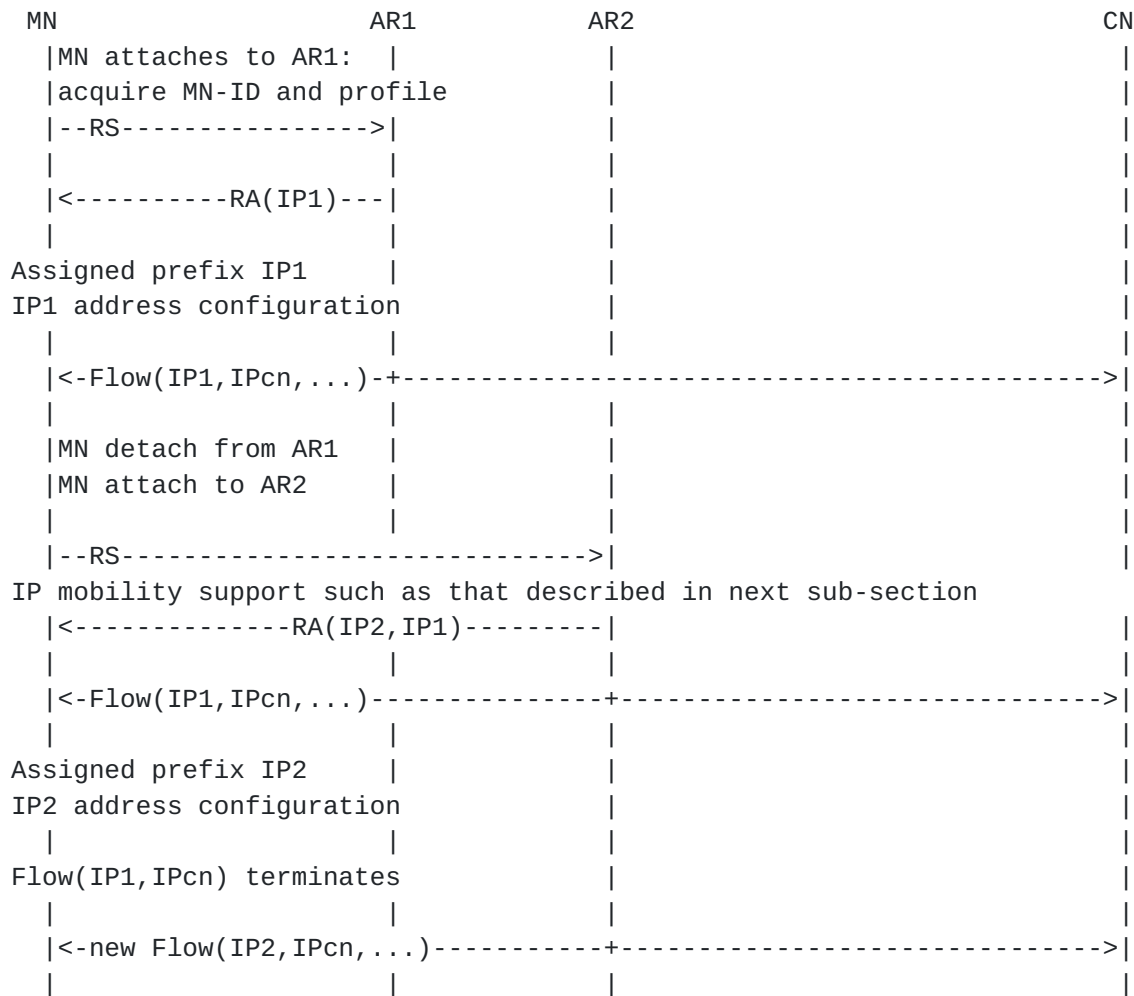 MN                    AR1          AR2                              CN
  |MN attaches to AR1:  |             |                                |
  |acquire MN-ID and profile          |                                |
  |--RS---------------->|             |                                |
  |                     |             |                                |
  |<----------RA(IP1)---|             |                                |
  |                     |             |                                |
Assigned prefix IP1     |             |                                |
IP1 address configuration             |                                |
  |                     |             |                                |
  |<-Flow(IP1,IPcn,...)-+--------------------------------------------->|
  |                     |             |                                |
  |MN detach from AR1   |             |                                |
  |MN attach to AR2     |             |                                |
  |                     |             |                                |
  |--RS------------------------------>|                                |
IP mobility support such as that described in next sub-section
  |<--------------RA(IP2,IP1)---------|                                |
  |                     |             |                                |
  |<-Flow(IP1,IPcn,...)---------------+------------------------------->|
  |                     |             |                                |
Assigned prefix IP2     |             |                                |
IP2 address configuration             |                                |
  |                     |             |                                |
Flow(IP1,IPcn) terminates             |                                |
  |                     |             |                                |
  |<-new Flow(IP2,IPcn,...)-----------+------------------------------->|
  |                     |             |                                |